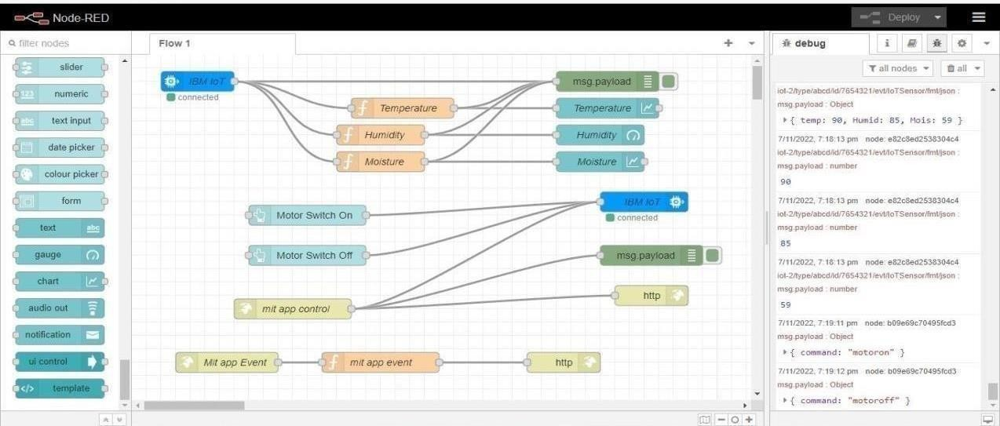 Node-RED
Deploy
filter nodes
Flow 1
debug
all nodes
all
slider
numeric
123
text input
abc
date picker
colour picker
form
text
abc
gauge
chart
audio out
notification
ui control
template
</>
IBM IoT
connected
msg.payload
Temperature
Temperature
Humidity
Humidity
Moisture
Moisture
IBM IoT
connected
Motor Switch On
Motor Switch Off
msg.payload
http
mit app control
Mit app Event
mit app event
http
iot-2/type/abcd/id/7654321/evt/IoTSensor/fmt/json :
msg.payload : Object
{ temp: 90, Humid: 85, Mois: 59 }
7/11/2022, 7:18:13 pm node: e82c8ed2538304c4
iot-2/type/abcd/id/7654321/evt/IoTSensor/fmt/json :
msg.payload : number
90
7/11/2022, 7:18:13 pm node: e82c8ed2538304c4
iot-2/type/abcd/id/7654321/evt/IoTSensor/fmt/json :
msg.payload : number
85
7/11/2022, 7:18:13 pm node: e82c8ed2538304c4
iot-2/type/abcd/id/7654321/evt/IoTSensor/fmt/json :
msg.payload : number
59
7/11/2022, 7:19:11 pm node: b09e69c70495fcd3
msg.payload : Object
{ command: "motoron" }
7/11/2022, 7:19:12 pm node: b09e69c70495fcd3
msg.payload : Object
{ command: "motoroff" }